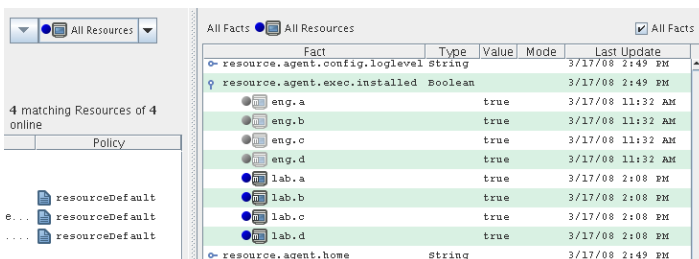 All Resources
4 matching Resources of 4
online
Policy
resourceDefault
e... resourceDefault
.... resourceDefault
All Facts All Resources
All Facts
Fact Type Value Mode Last Update
resource.agent.config.loglevel String 3/17/08 2:49 PM
resource.agent.exec.installed Boolean 3/17/08 2:49 PM
eng.a true 3/17/08 11:32 AM
eng.b true 3/17/08 11:32 AM
eng.c true 3/17/08 11:32 AM
eng.d true 3/17/08 11:32 AM
lab.a true 3/17/08 2:08 PM
lab.b true 3/17/08 2:08 PM
lab.c true 3/17/08 2:08 PM
lab.d true 3/17/08 2:08 PM
resource.agent.home String 3/17/08 2:49 PM